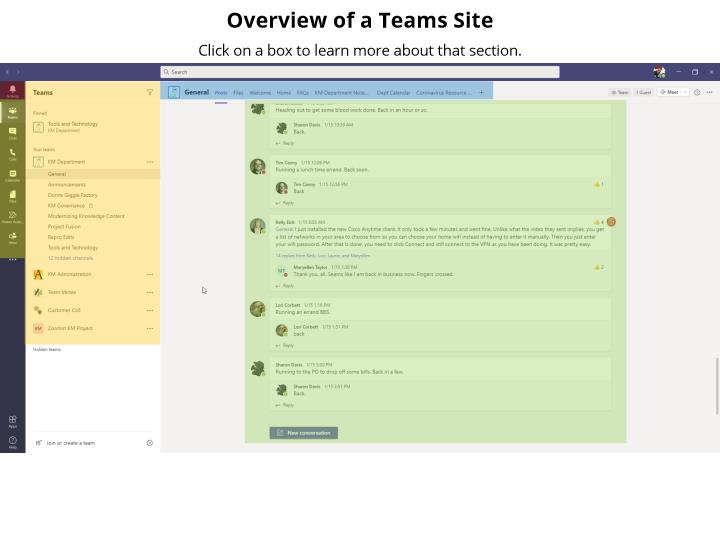 Overview of a Teams Site
Click on a box to learn more about that section.
Search
Activity
Teams
Chat
Calls
Calendar
Files
More
Apps
Help
Teams
Pinned
Tools and Technology
KM Department
Your teams
KM Department
General
Announcements
Donna Giggle Factory
KM Governance
Modernizing Knowledge Content
Project Fusion
Repro Edits
Tools and Technology
12 hidden channels
KM Administration
Team Vertex
Customer CoE
KM Zoomin KM Project
Hidden teams
Join or create a team
General Posts Files Welcome Home FAQs KM Department Note... Dept Calendar Coronavirus Resource ... +
Team 1 Guest Meet
Heading out to get some blood work done. Back in an hour or so.
Sharon Davis 1/15 10:39 AM
Back.
Reply
1/15 12:06 PM
Running a lunch time errand. Back soon.
1/15 12:56 PM 1
Back
Reply
1/15 8:55 AM 4
General I just installed the new Cisco Anytime client. It only took a few minutes and went fine. Unlike what the video they sent implies, you get
a list of networks in your area to choose from so you can choose your home wifi instead of having to enter it manually. Then you just enter
your wifi password. After that is done, you need to click Connect and still connect to the VPN as you have been doing. It was pretty easy.
14 replies from Kelly, Lori, Laurie, and Maryellen
MT Maryellen Taylor 1/15 1:30 PM 2
Thank you, all. Seems like I am back in business now. Fingers crossed.
Reply
Lori Corbett 1/15 1:18 PM
Running an errand BBS.
Lori Corbett 1/15 1:51 PM
back
Reply
Sharon Davis 1/15 3:00 PM
Running to the PO to drop off some bills. Back in a few.
Sharon Davis 1/15 3:51 PM
Back.
Reply
New conversation